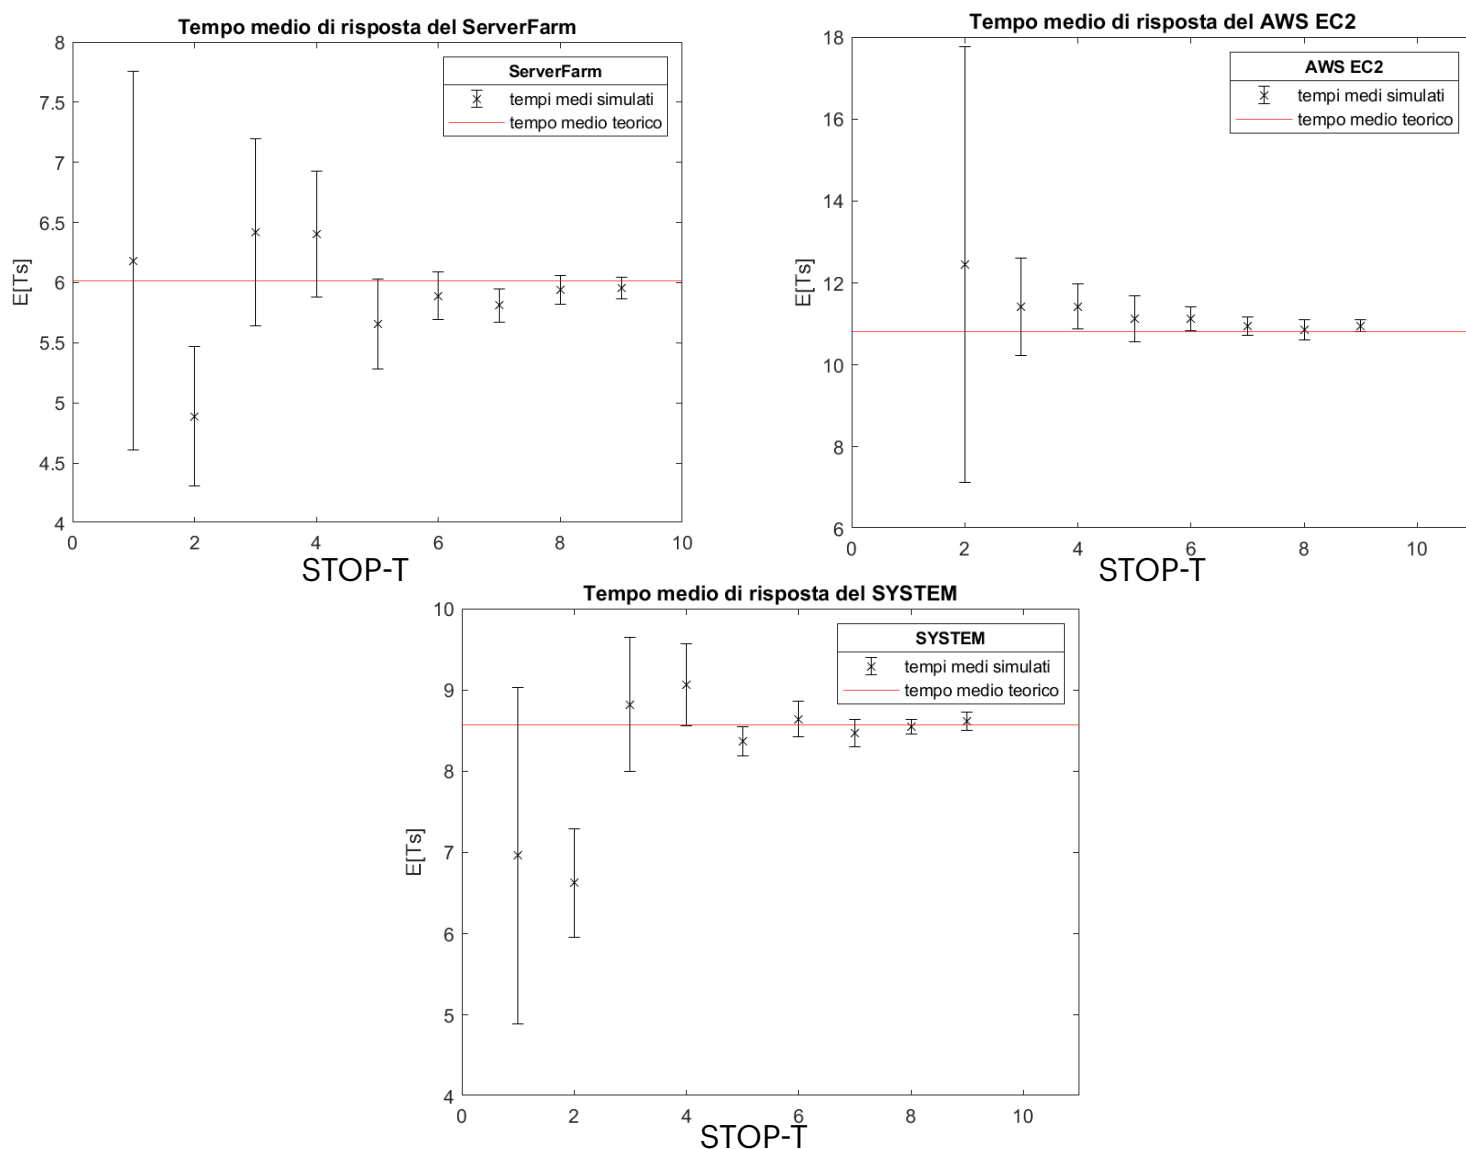 Tempo medio di risposta del ServerFarm
8
7.5
7
6.5
6
5.5
5
4.5
4
E[Ts]
0 2 4 6 8 10
STOP-T
ServerFarm
tempi medi simulati
tempo medio teorico
Tempo medio di risposta del AWS EC2
18
16
14
12
10
8
6
E[Ts]
0 2 4 6 8 10
STOP-T
AWS EC2
tempi medi simulati
tempo medio teorico
Tempo medio di risposta del SYSTEM
10
9
8
7
6
5
4
E[Ts]
0 2 4 6 8 10
STOP-T
SYSTEM
tempi medi simulati
tempo medio teorico